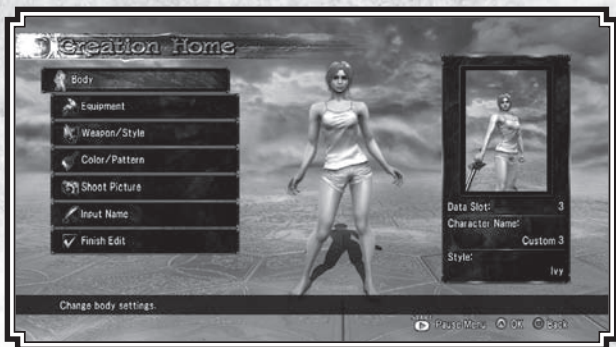 Creation Home
Body
Equipment
Weapon/Style
Color/Pattern
Shoot Picture
Input Name
Finish Edit
Data Slot: 3
Character Name:
Custom 3
Style:
Ivy
Change body settings.
START
Pause Menu A OK B Back